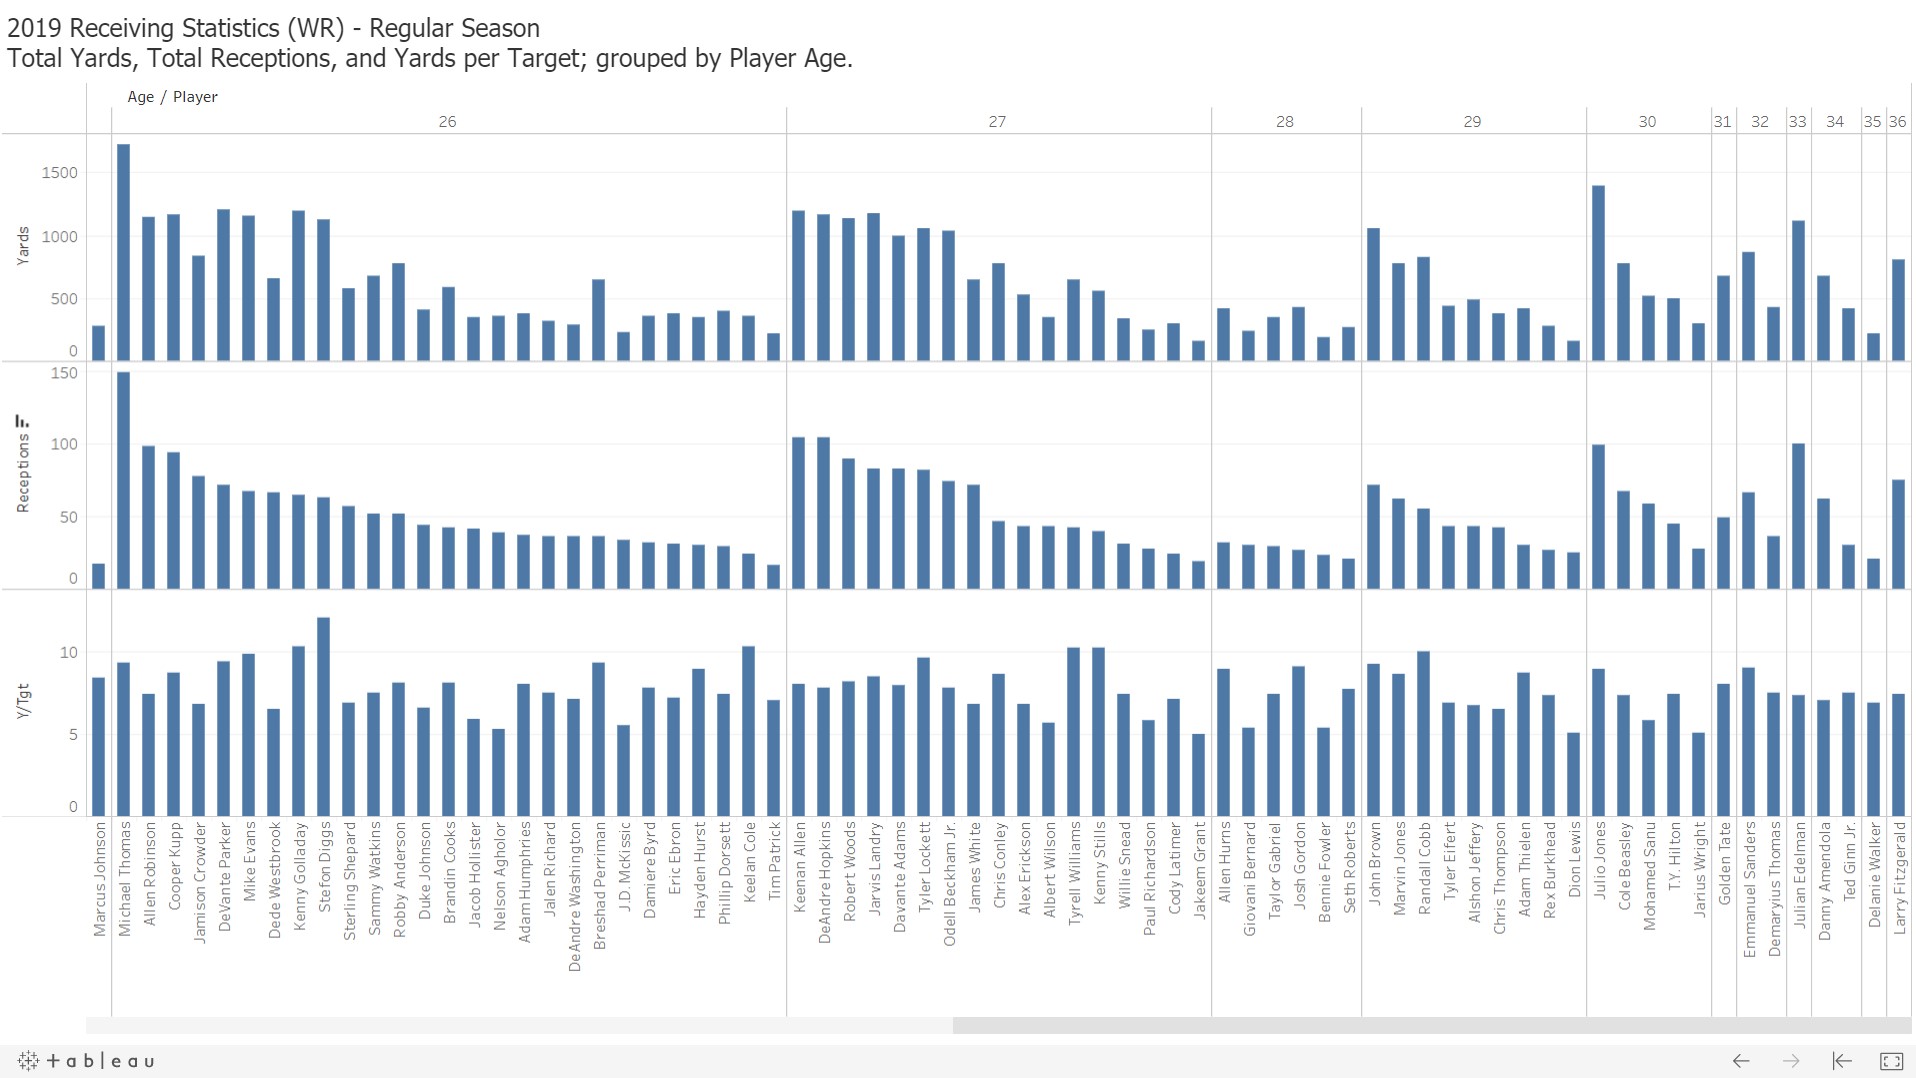 2019 Receiving Statistics (WR) - Regular Season
Total Yards, Total Receptions, and Yards per Target; grouped by Player Age.
Age / Player
26 27 28 29 30 31 32 33 34 35 36
Yards
1500
1000
500
0
Receptions
150
100
50
0
Y/Tgt
10
5
0
Marcus Johnson
Michael Thomas
Allen Robinson
Cooper Kupp
Jamison Crowder
DeVante Parker
Mike Evans
Dede Westbrook
Kenny Golladay
Stefon Diggs
Sterling Shepard
Sammy Watkins
Robby Anderson
Duke Johnson
Brandin Cooks
Jacob Hollister
Nelson Agholor
Adam Humphries
Jalen Richard
DeAndre Washington
Breshad Perriman
J.D. McKissic
Damiere Byrd
Eric Ebron
Hayden Hurst
Phillip Dorsett
Keelan Cole
Tim Patrick
Keenan Allen
DeAndre Hopkins
Robert Woods
Jarvis Landry
Davante Adams
Tyler Lockett
Odell Beckham Jr.
James White
Chris Conley
Alex Erickson
Albert Wilson
Tyrell Williams
Kenny Stills
Willie Snead
Paul Richardson
Cody Latimer
Jakeem Grant
Allen Hurns
Giovani Bernard
Taylor Gabriel
Josh Gordon
Bennie Fowler
Seth Roberts
John Brown
Marvin Jones
Randall Cobb
Tyler Eifert
Alshon Jeffery
Chris Thompson
Adam Thielen
Rex Burkhead
Dion Lewis
Julio Jones
Cole Beasley
Mohamed Sanu
T.Y. Hilton
Jarius Wright
Golden Tate
Emmanuel Sanders
Demaryius Thomas
Julian Edelman
Danny Amendola
Ted Ginn Jr.
Delanie Walker
Larry Fitzgerald
+ableau